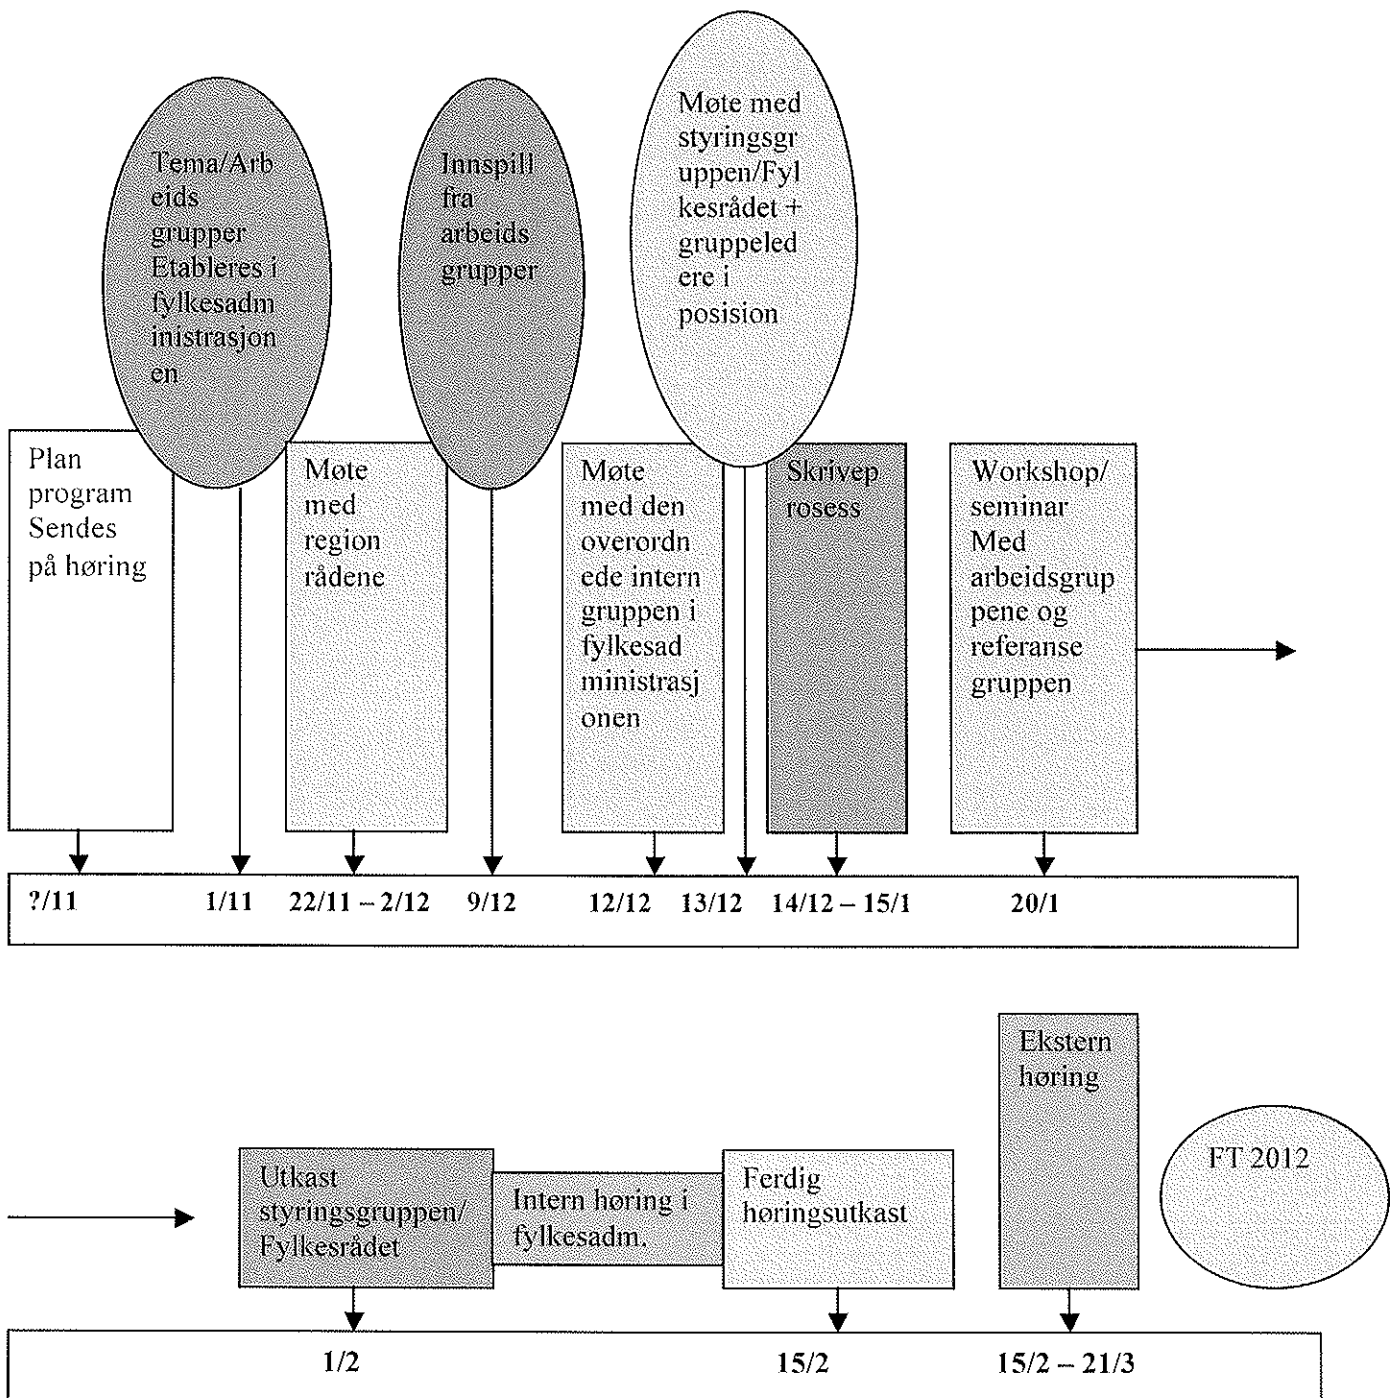 Tema/Arb
eids
grupper
Etableres i
fylkesadm
inistrasjon
en
Innspill
fra
arbeids
grupper
Møte med
styringsgr
uppen/Fyl
kesrådet +
gruppeled
ere i
posision
Plan
program
Sendes
på høring
Møte
med
region
rådene
Møte
med den
overordn
ede intern
gruppen i
fylkesad
ministrasj
onen
Skrivep
rosess
Workshop/
seminar
Med
arbeidsgrup
pene og
referanse
gruppen
?/11 1/11 22/11 – 2/12 9/12 12/12 13/12 14/12 – 15/1 20/1
Utkast
styringsgruppen/
Fylkesrådet
Intern høring i
fylkesadm.
Ferdig
høringsutkast
Ekstern
høring
FT 2012
1/2 15/2 15/2 – 21/3